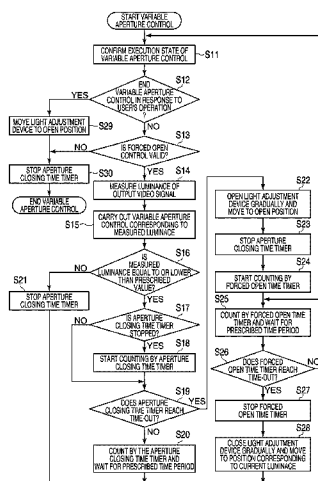 START VARIABLE
APERTURE CONTROL
CONFIRM EXECUTION STATE OF
VARIABLE APERTURE CONTROL
S11
S12
END
VARIABLE APERTURE
CONTROL IN RESPONSE TO
USER'S OPERATION
?
YES
NO
MOVE LIGHT ADJUSTMENT
DEVICE TO OPEN POSITION
S29
S13
IS FORCED OPEN
CONTROL VALID?
NO
YES
STOP APERTURE
CLOSING TIME TIMER
S30
END VARIABLE
APERTURE CONTROL
S14
MEASURE LUMINANCE OF
OUTPUT VIDEO SIGNAL
CARRY OUT VARIABLE APERTURE
CONTROL CORRESPONDING TO
MEASURED LUMINACE
S15
S16
IS
MEASURED
LUMINANCE EQUAL TO OR LOWER
THAN PRESCRIBED
VALUE?
NO
YES
S21
STOP APERTURE
CLOSING TIME TIMER
S17
IS APERTURE
CLOSING TIME TIMER
STOPPED?
NO
YES
S18
START COUNTING BY APERTURE
CLOSING TIME TIMER
S19
DOES APERTURE
CLOSING TIME TIMER REACH
TIME-OUT?
YES
NO
S20
COUNT BY THE APERTURE
CLOSING TIME TIMER AND
WAIT FOR PRESCRIBED TIME PERIOD
S22
OPEN LIGHT ADJUSTMENT
DEVICE GRADUALLY AND
MOVE TO OPEN POSITION
S23
STOP APERTURE
CLOSING TIME TIMER
S24
START COUNTING BY
FORCED OPEN TIME TIMER
S25
COUNT BY FORCED OPEN TIME
TIMER AND WAIT FOR
PRESCRIBED TIME PERIOD
S26
DOES FORCED
OPEN TIME TIMER REACH
TIME-OUT?
NO
YES
S27
STOP FORCED
OPEN TIME TIMER
S28
CLOSE LIGHT ADJUSTMENT
DEVICE GRADUALLY AND MOVE
TO POSITION CORRESPONDING
TO CURRENT LUMINACE